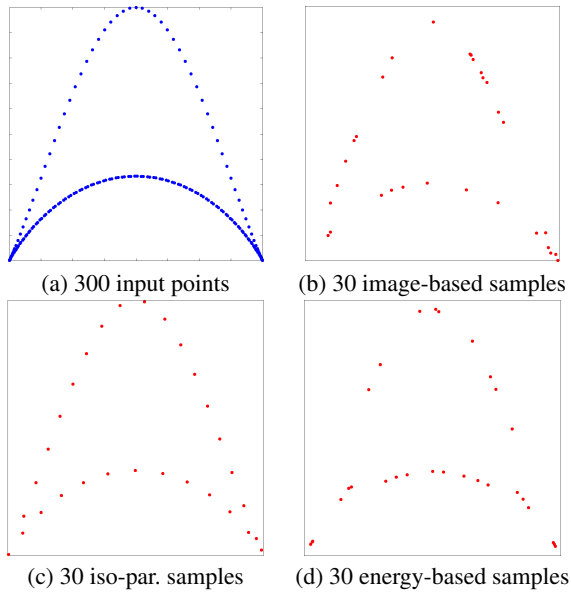 (a) 300 input points
(b) 30 image-based samples
(c) 30 iso-par. samples
(d) 30 energy-based samples